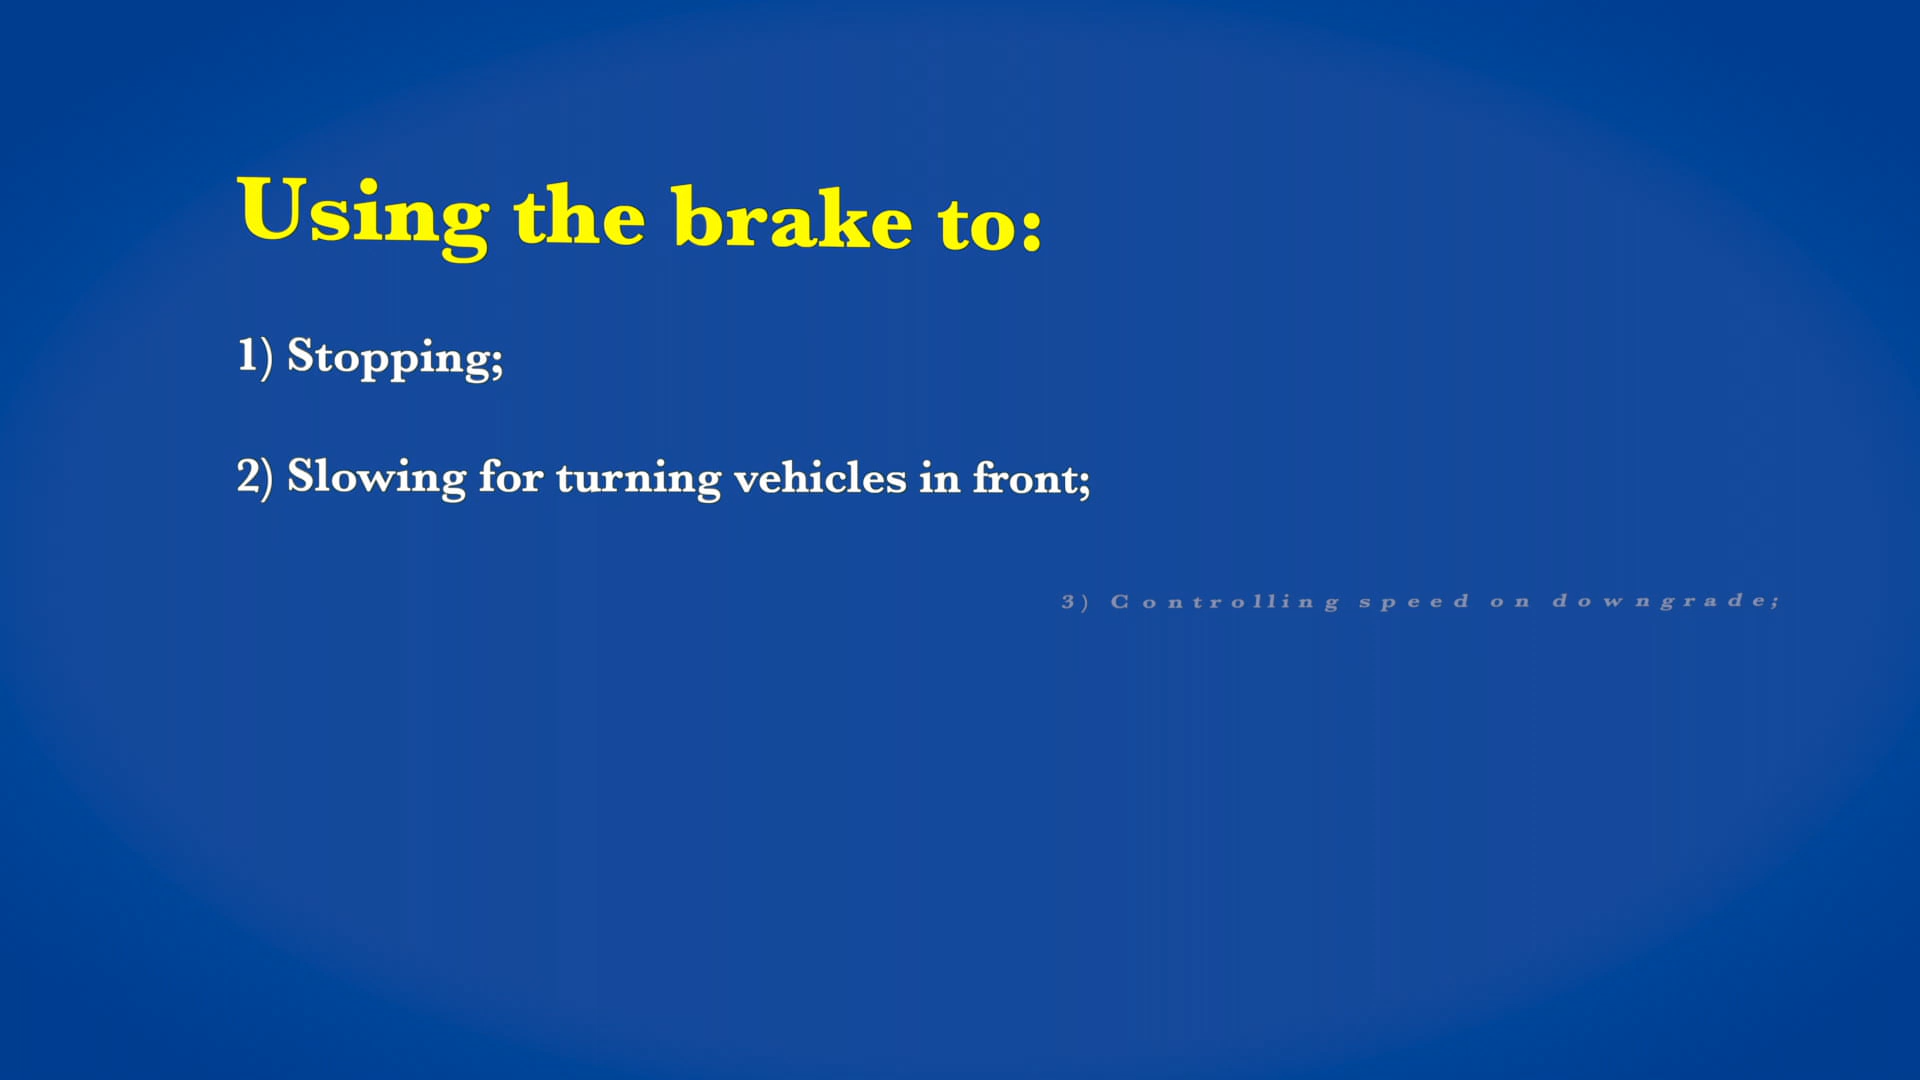 Using the brake to:
1) Stopping;
2) Slowing for turning vehicles in front;
3) Controlling speed on downgrade;